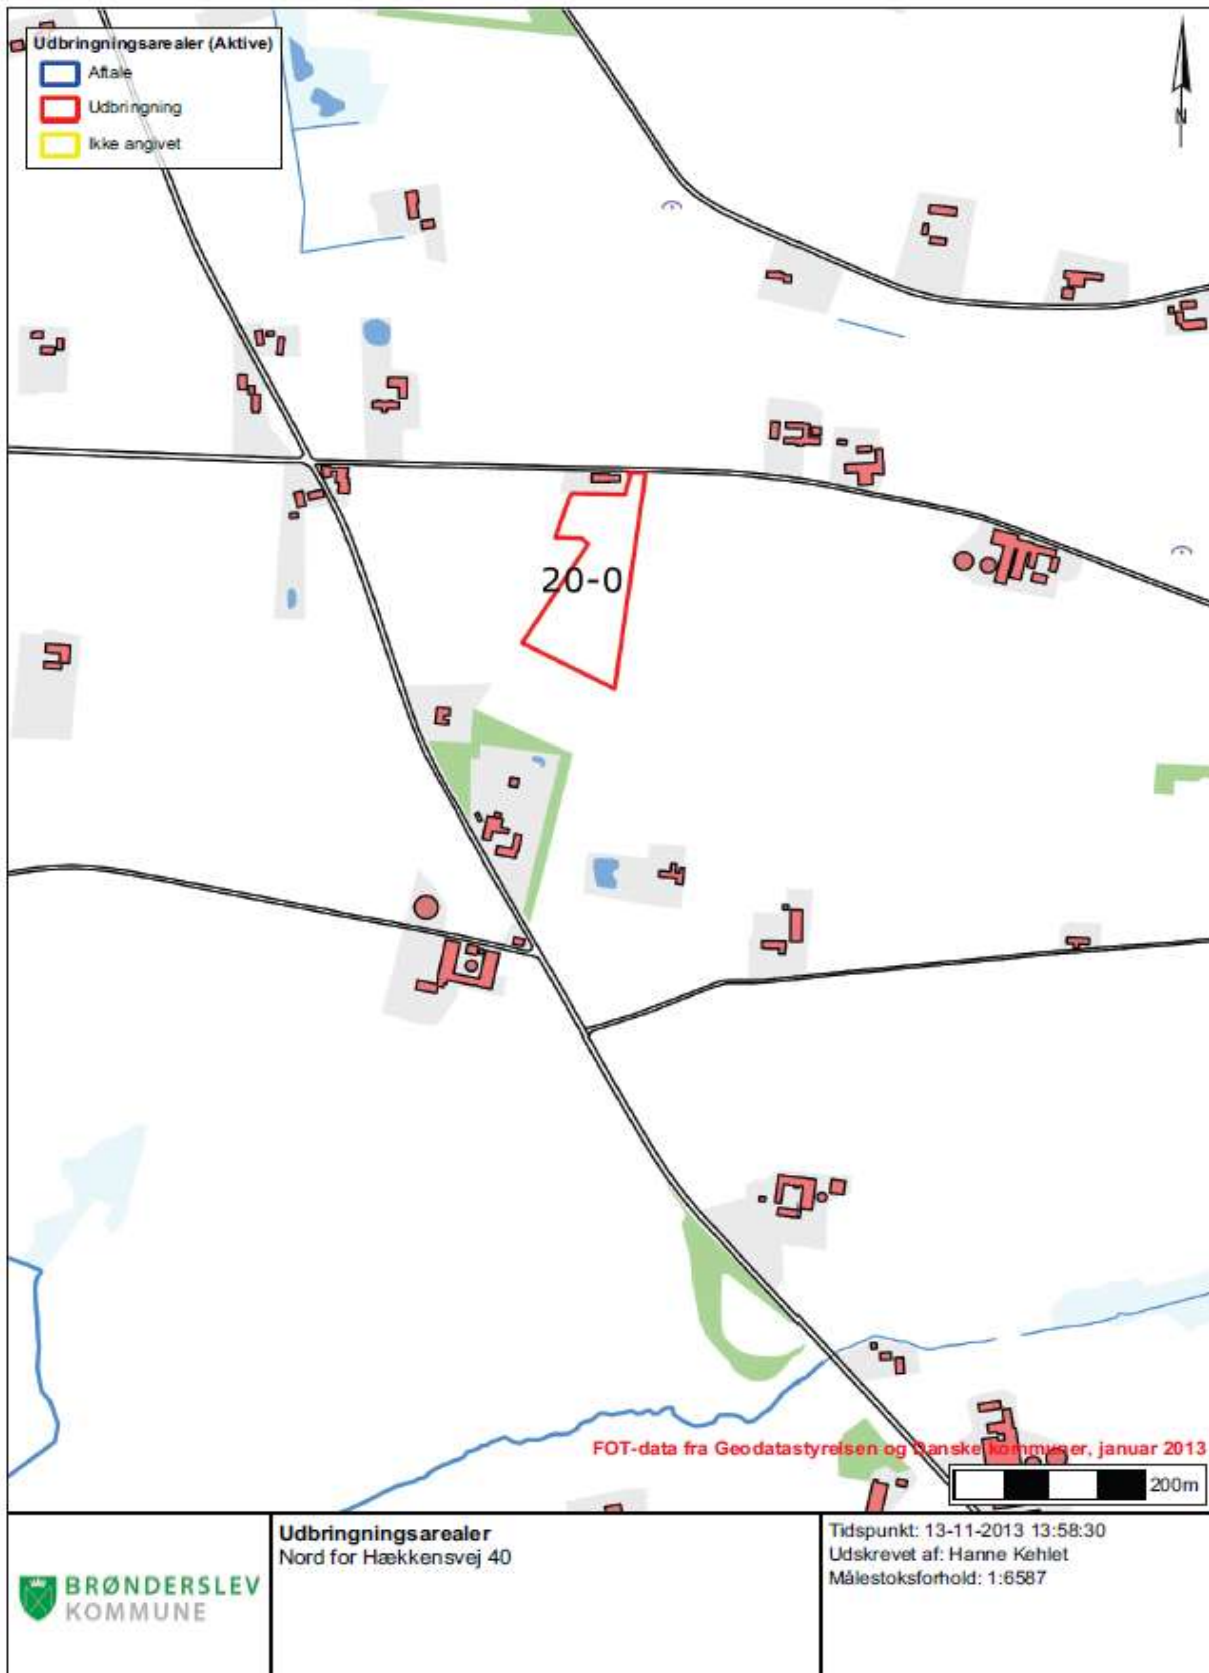 Udbringningsarealer (Aktive)
Aftale
Udbringning
Ikke angivet
N
20-0
FOT-data fra Geodatastyrelsen og Danske kommuner, januar 2013
200m
BRØNDERSLEV
KOMMUNE
Udbringningsarealer
Nord for Hækkensvej 40
Tidspunkt: 13-11-2013 13:58:30
Udskrevet af: Hanne Kehlet
Målestoksforhold: 1:6587